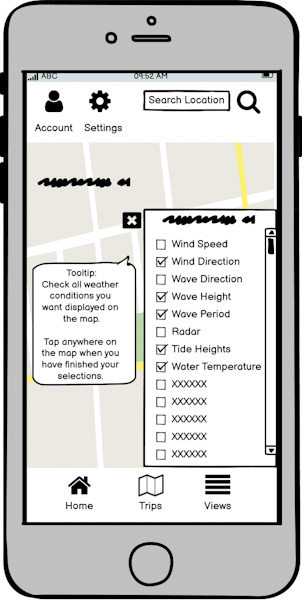 ABC 09:52 AM
Account Settings Search Location
Wind Speed
Wind Direction
Wave Direction
Wave Height
Wave Period
Radar
Tide Heights
Water Temperature
XXXXXX
XXXXXX
XXXXXX
XXXXXX
XXXXXX
Tooltip:
Check all weather
conditions you
want displayed on
the map.
Tap anywhere on
the map when you
have finished your
selections.
Home Trips Views